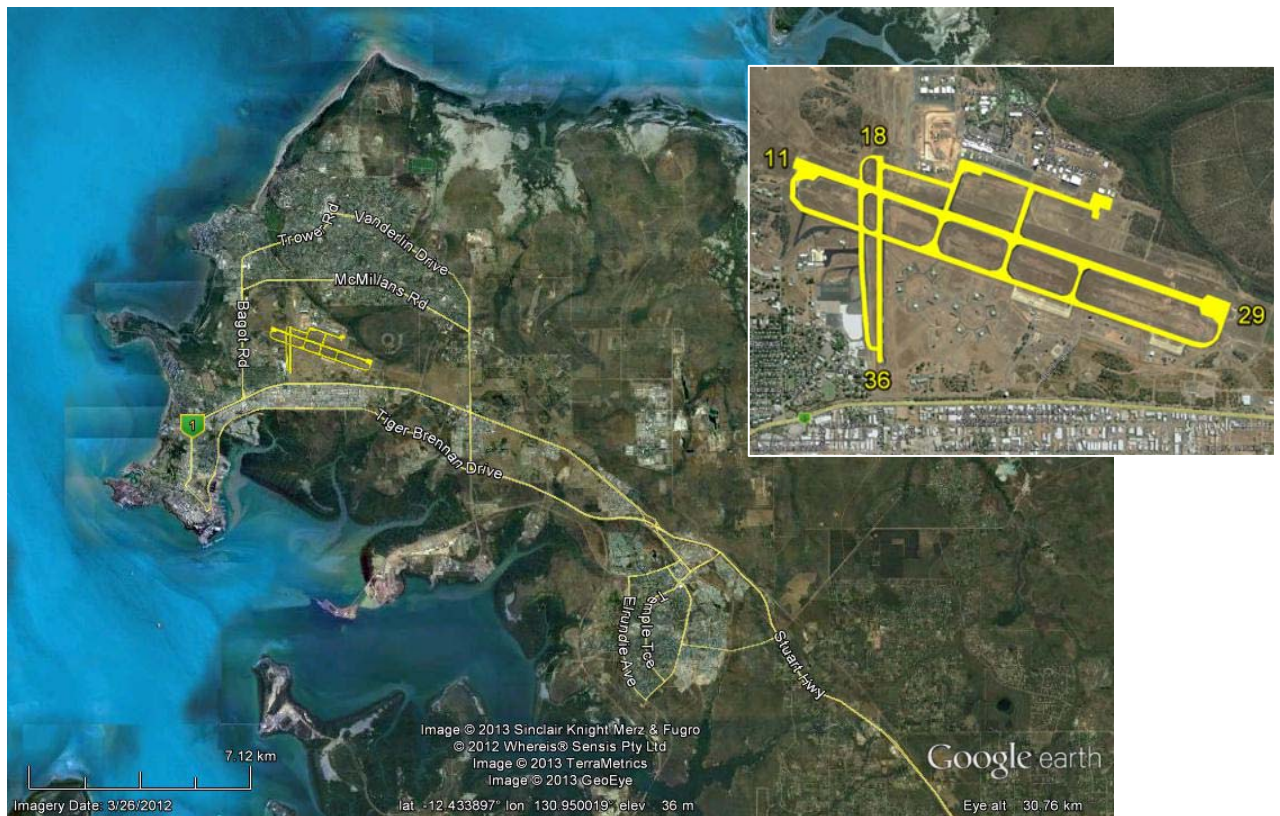 18
11
29
36
Trower Rd
Vanderlin Drive
McMillans Rd
Bagot Rd
1
Tiger Brennan Drive
Temple Tce
Elrundie Ave
Stuart Hwy
Image © 2013 Sinclair Knight Merz & Fugro
© 2012 Whereis® Sensis Pty Ltd
Image © 2013 TerraMetrics
Image © 2013 GeoEye
7.12 km
Google earth
Imagery Date: 3/26/2012
lat -12.433897° lon 130.950019° elev 36 m
Eye alt 30.76 km